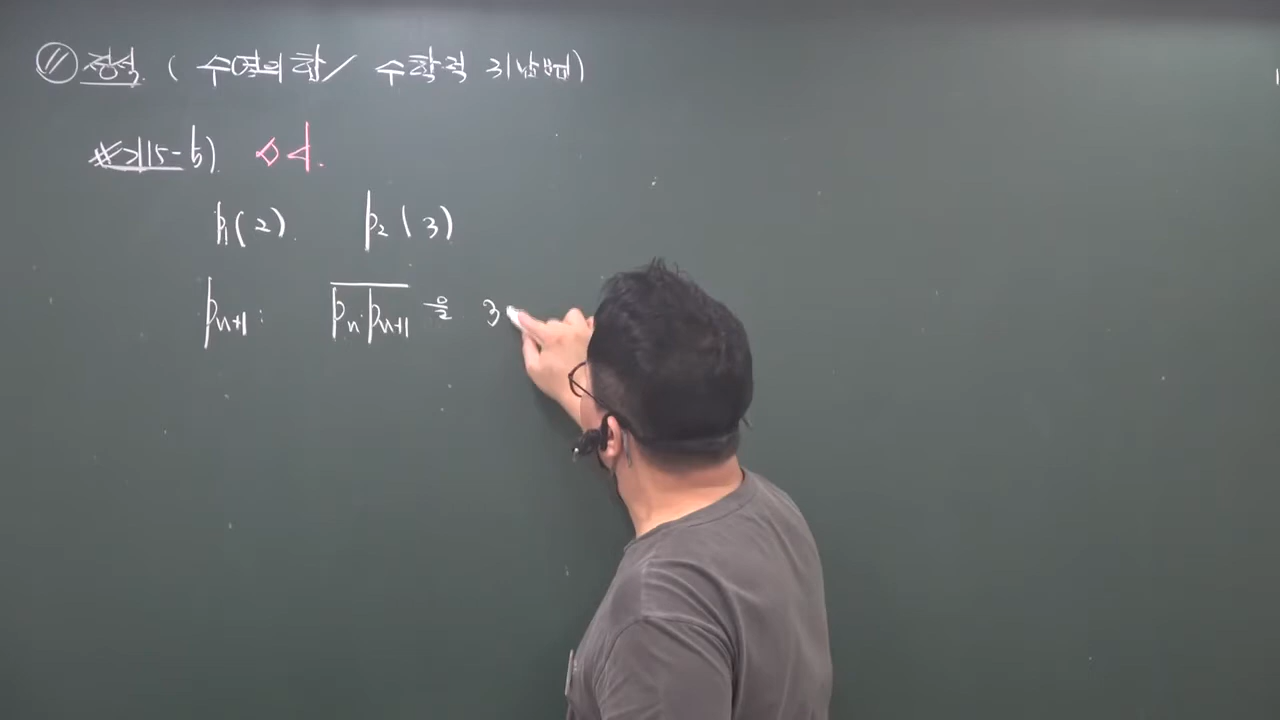 ⑪ 정석. ( 수열의 합 / 수학적 귀납법)
#기15-5) ◇
P₁(2). P₂(3)
Pₙ₊₁: PₙPₙ₊₁ 을 3